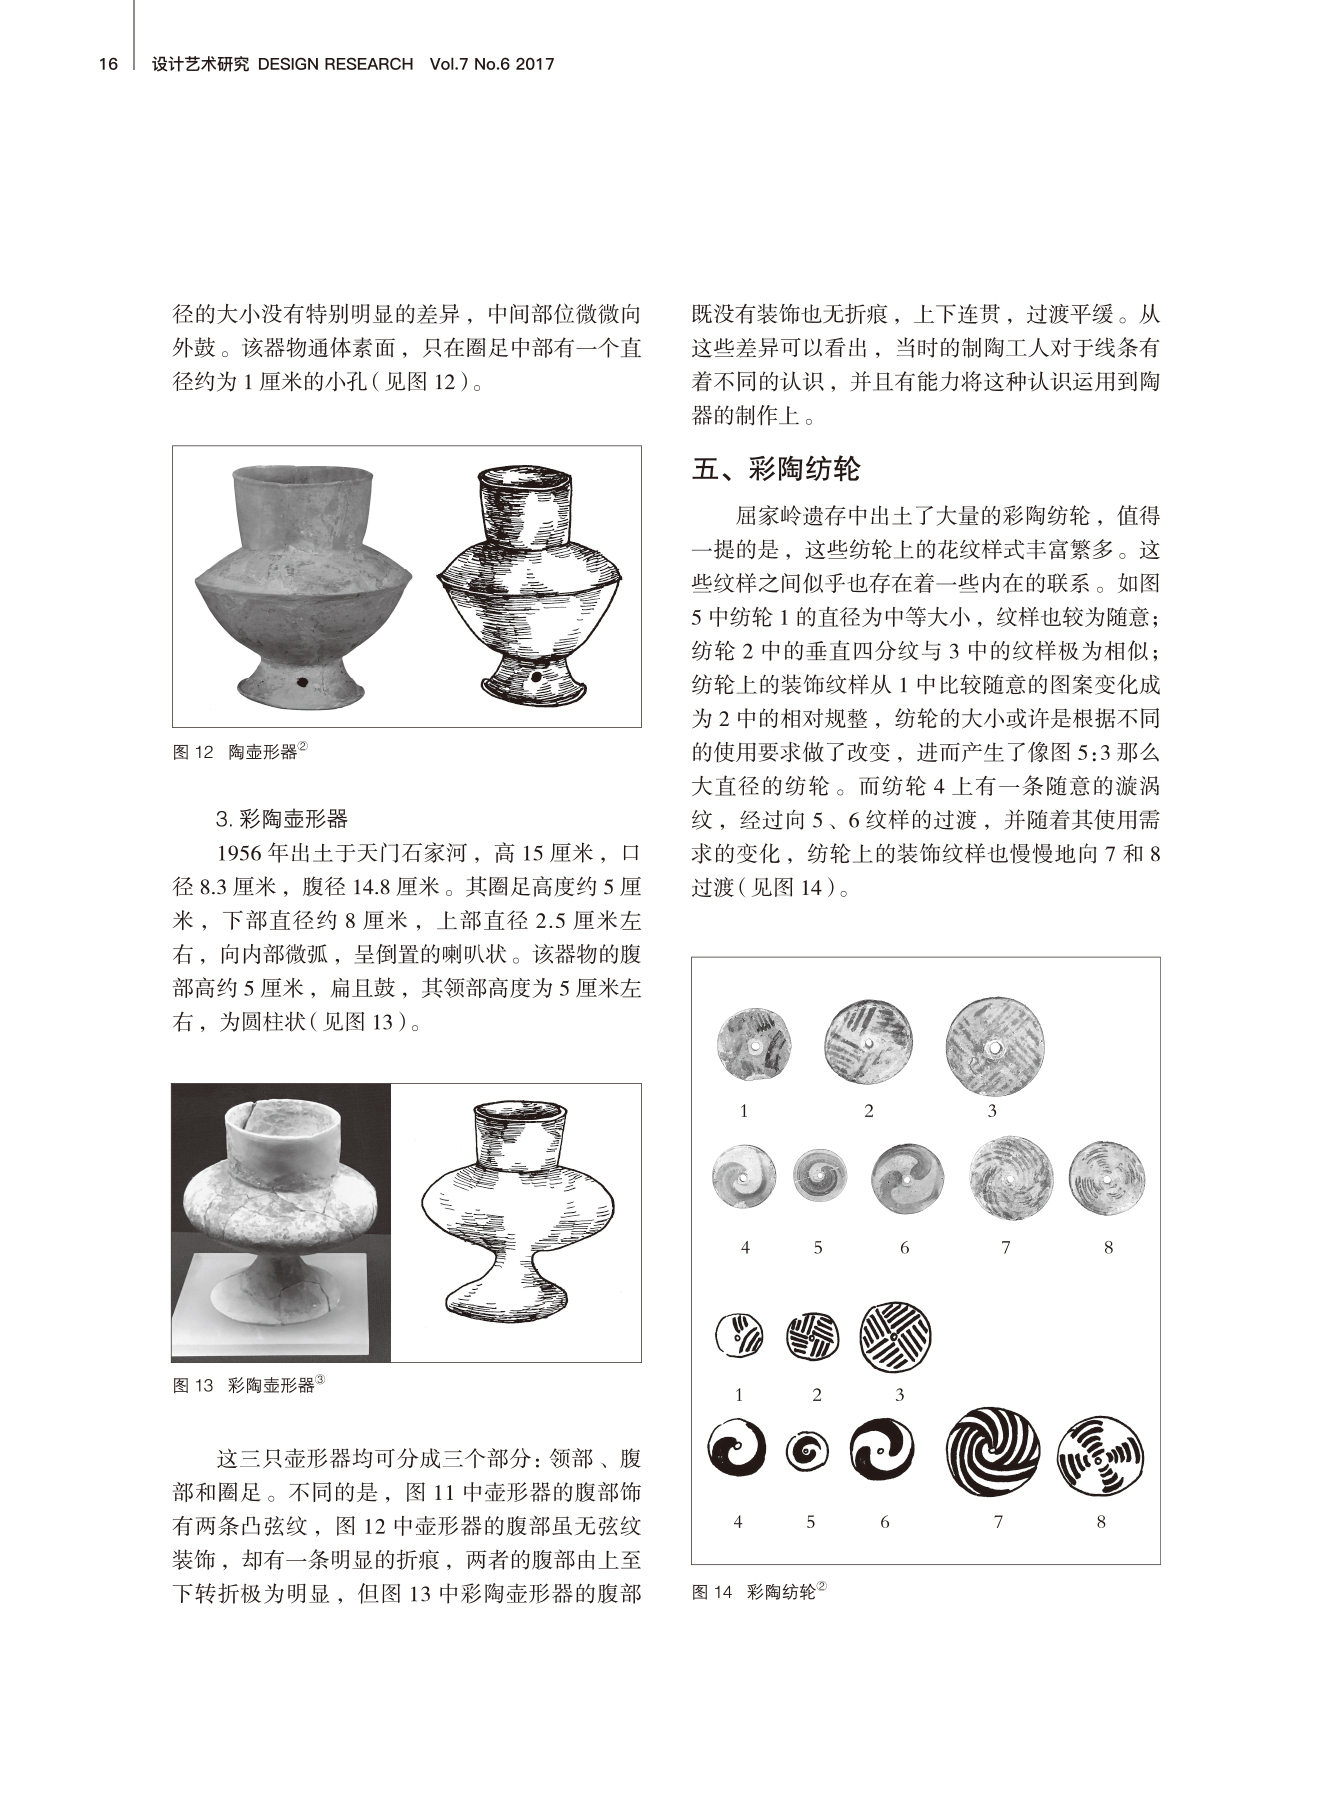 16 设计艺术研究 DESIGN RESEARCH Vol.7 No.6 2017
径的大小没有特别明显的差异，中间部位微微向
外鼓。该器物通体素面，只在圈足中部有一个直
径约为 1 厘米的小孔（见图 12）。
图 12 陶壶形器②
3. 彩陶壶形器
1956 年出土于天门石家河，高 15 厘米，口
径 8.3 厘米，腹径 14.8 厘米。其圈足高度约 5 厘
米，下部直径约 8 厘米，上部直径 2.5 厘米左
右，向内部微弧，呈倒置的喇叭状。该器物的腹
部高约 5 厘米，扁且鼓，其领部高度为 5 厘米左
右，为圆柱状（见图 13）。
图 13 彩陶壶形器③
这三只壶形器均可分成三个部分：领部、腹
部和圈足。不同的是，图 11 中壶形器的腹部饰
有两条凸弦纹，图 12 中壶形器的腹部虽无弦纹
装饰，却有一条明显的折痕，两者的腹部由上至
下转折极为明显，但图 13 中彩陶壶形器的腹部
既没有装饰也无折痕，上下连贯，过渡平缓。从
这些差异可以看出，当时的制陶工人对于线条有
着不同的认识，并且有能力将这种认识运用到陶
器的制作上。
五、彩陶纺轮
屈家岭遗存中出土了大量的彩陶纺轮，值得
一提的是，这些纺轮上的花纹样式丰富繁多。这
些纹样之间似乎也存在着一些内在的联系。如图
5 中纺轮 1 的直径为中等大小，纹样也较为随意；
纺轮 2 中的垂直四分纹与 3 中的纹样极为相似；
纺轮上的装饰纹样从 1 中比较随意的图案变化成
为 2 中的相对规整，纺轮的大小或许是根据不同
的使用要求做了改变，进而产生了像图 5:3 那么
大直径的纺轮。而纺轮 4 上有一条随意的漩涡
纹，经过向 5、6 纹样的过渡，并随着其使用需
求的变化，纺轮上的装饰纹样也慢慢地向 7 和 8
过渡（见图 14）。
1 2 3
4 5 6 7 8
1 2 3
4 5 6 7 8
图 14 彩陶纺轮②